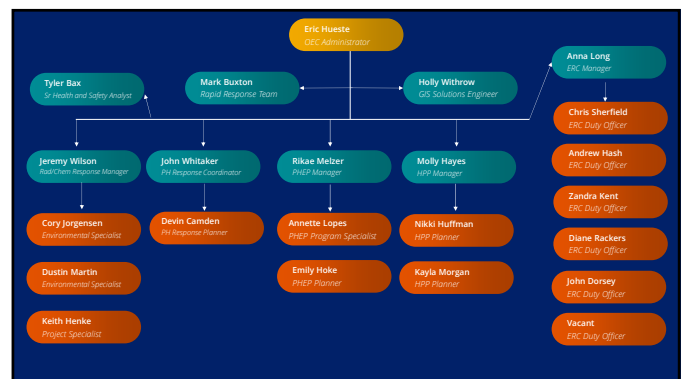 Eric Hueste
OEC Administrator
Anna Long
ERC Manager
Tyler Bax
Sr Health and Safety Analyst
Mark Buxton
Rapid Response Team
Holly Withrow
GIS Solutions Engineer
Chris Sherfield
ERC Duty Officer
Jeremy Wilson
Rad/Chem Response Manager
John Whitaker
PH Response Coordinator
Rikae Melzer
PHEP Manager
Molly Hayes
HPP Manager
Andrew Hash
ERC Duty Officer
Zandra Kent
ERC Duty Officer
Cory Jorgensen
Environmental Specialist
Devin Camden
PH Response Planner
Annette Lopes
PHEP Program Specialist
Nikki Huffman
HPP Planner
Diane Rackers
ERC Duty Officer
Dustin Martin
Environmental Specialist
Emily Hoke
PHEP Planner
Kayla Morgan
HPP Planner
John Dorsey
ERC Duty Officer
Keith Henke
Project Specialist
Vacant
ERC Duty Officer